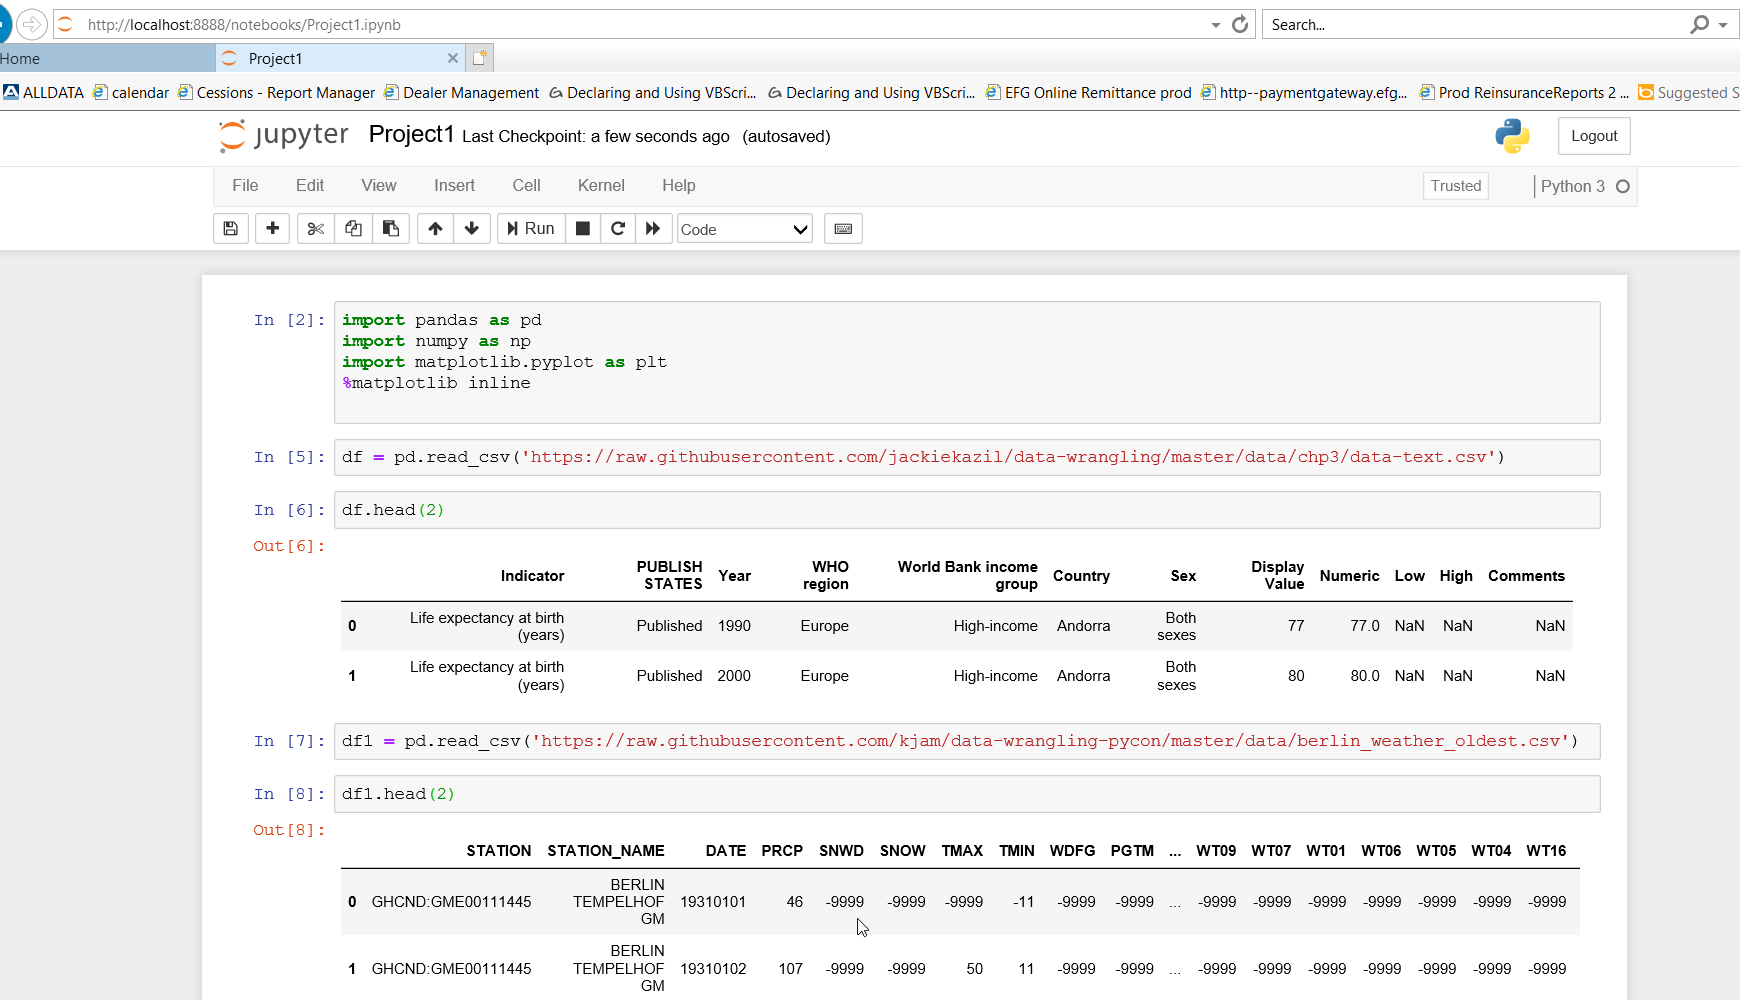 http://localhost:8888/notebooks/Project1.ipynb
Search...
Home
Project1
ALLDATA calendar Cessions - Report Manager Dealer Management Declaring and Using VBScri... Declaring and Using VBScri... EFG Online Remittance prod http--paymentgateway.efg... Prod ReinsuranceReports 2 ... Suggested S
jupyter Project1 Last Checkpoint: a few seconds ago (autosaved)
Logout
File Edit View Insert Cell Kernel Help
Trusted
Python 3
Run
Code
In [2]: import pandas as pd
import numpy as np
import matplotlib.pyplot as plt
%matplotlib inline
In [5]: df = pd.read_csv('https://raw.githubusercontent.com/jackiekazil/data-wrangling/master/data/chp3/data-text.csv')
In [6]: df.head(2)
Out[6]:
Indicator PUBLISH STATES Year WHO region World Bank income group Country Sex Display Value Numeric Low High Comments
0 Life expectancy at birth (years) Published 1990 Europe High-income Andorra Both sexes 77 77.0 NaN NaN NaN
1 Life expectancy at birth (years) Published 2000 Europe High-income Andorra Both sexes 80 80.0 NaN NaN NaN
In [7]: df1 = pd.read_csv('https://raw.githubusercontent.com/kjam/data-wrangling-pycon/master/data/berlin_weather_oldest.csv')
In [8]: df1.head(2)
Out[8]:
STATION STATION_NAME DATE PRCP SNWD SNOW TMAX TMIN WDFG PGTM ... WT09 WT07 WT01 WT06 WT05 WT04 WT16
0 GHCND:GME00111445 BERLIN TEMPELHOF GM 19310101 46 -9999 -9999 -9999 -11 -9999 -9999 ... -9999 -9999 -9999 -9999 -9999 -9999 -9999
1 GHCND:GME00111445 BERLIN TEMPELHOF GM 19310102 107 -9999 -9999 50 11 -9999 -9999 ... -9999 -9999 -9999 -9999 -9999 -9999 -9999